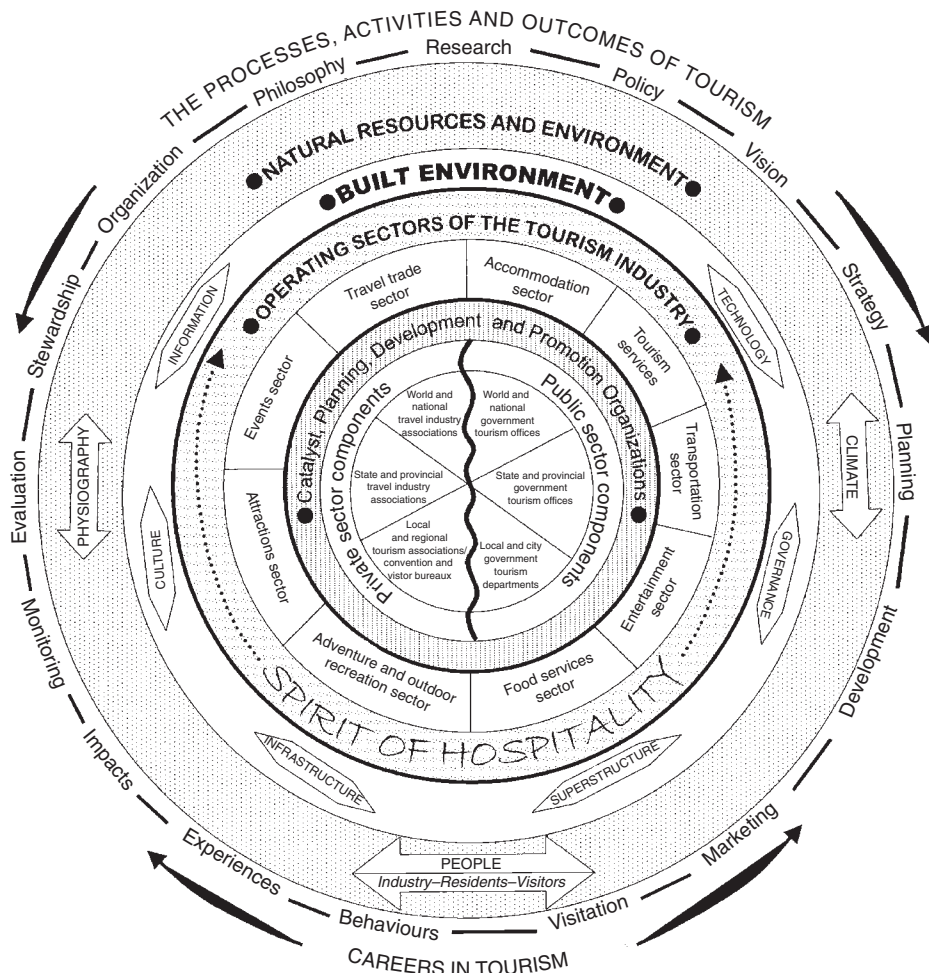 THE PROCESSES, ACTIVITIES AND OUTCOMES OF TOURISM
Research
Policy
Vision
Strategy
Planning
Development
Marketing
Visitation
Behaviours
Experiences
Impacts
Monitoring
Evaluation
Stewardship
Organization
Philosophy
NATURAL RESOURCES AND ENVIRONMENT
CLIMATE
PEOPLE
Industry–Residents–Visitors
PHYSIOGRAPHY
BUILT ENVIRONMENT
TECHNOLOGY
GOVERNANCE
SUPERSTRUCTURE
INFRASTRUCTURE
CULTURE
INFORMATION
OPERATING SECTORS OF THE TOURISM INDUSTRY
Accommodation
sector
Tourism
services
Transportation
sector
Entertainment
sector
Food services
sector
Adventure and outdoor
recreation sector
Attractions sector
Events sector
Travel trade
sector
SPIRIT OF HOSPITALITY
Catalyst, Planning, Development and Promotion Organizations
Private sector components
World and
national
travel industry
associations
State and provincial
travel industry
associations
Local
and regional
tourism associations/
convention and
vistor bureaux
Public sector components
World and
national
government
tourism offices
State and provincial
government
tourism offices
Local and city
government
tourism
departments
CAREERS IN TOURISM